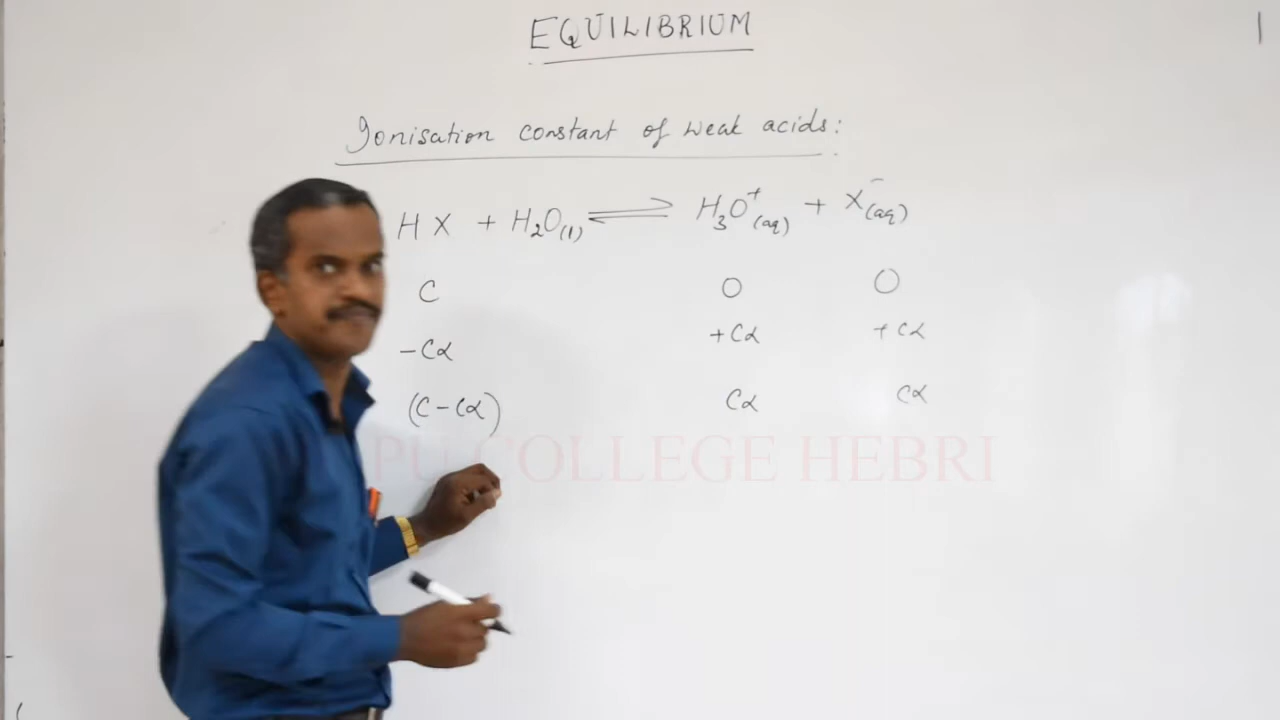 EQUILIBRIUM
1
Ionisation constant of weak acids:
HX + H₂O(l) ⇌ H₃O⁺(aq) + X⁻(aq)
C 0 0
-Cα +Cα +Cα
(C-Cα) Cα Cα
PU COLLEGE HEBRI